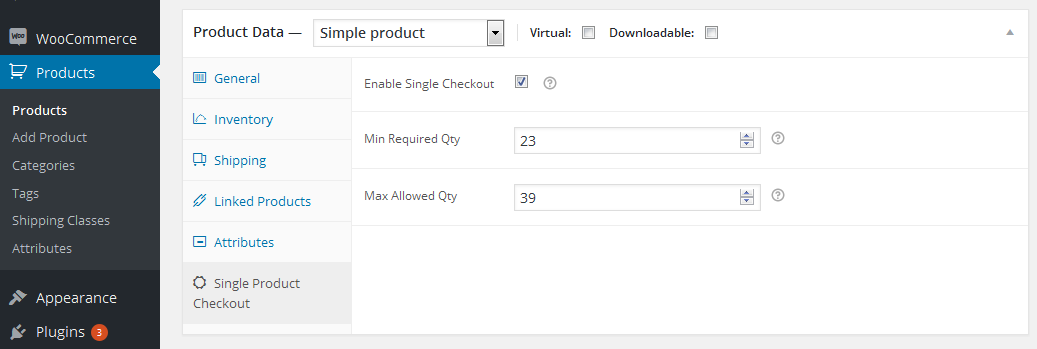 WooCommerce
Products
Products
Add Product
Categories
Tags
Shipping Classes
Attributes
Appearance
Plugins 3
Product Data — Simple product Virtual: Downloadable:
General
Inventory
Shipping
Linked Products
Attributes
Single Product
Checkout
Enable Single Checkout
Min Required Qty 23
Max Allowed Qty 39